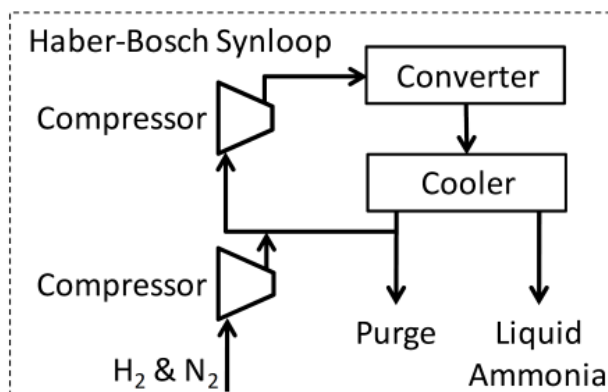 Haber-Bosch Synloop
Converter
Compressor
Cooler
Compressor
Purge
Liquid
Ammonia
H₂ & N₂